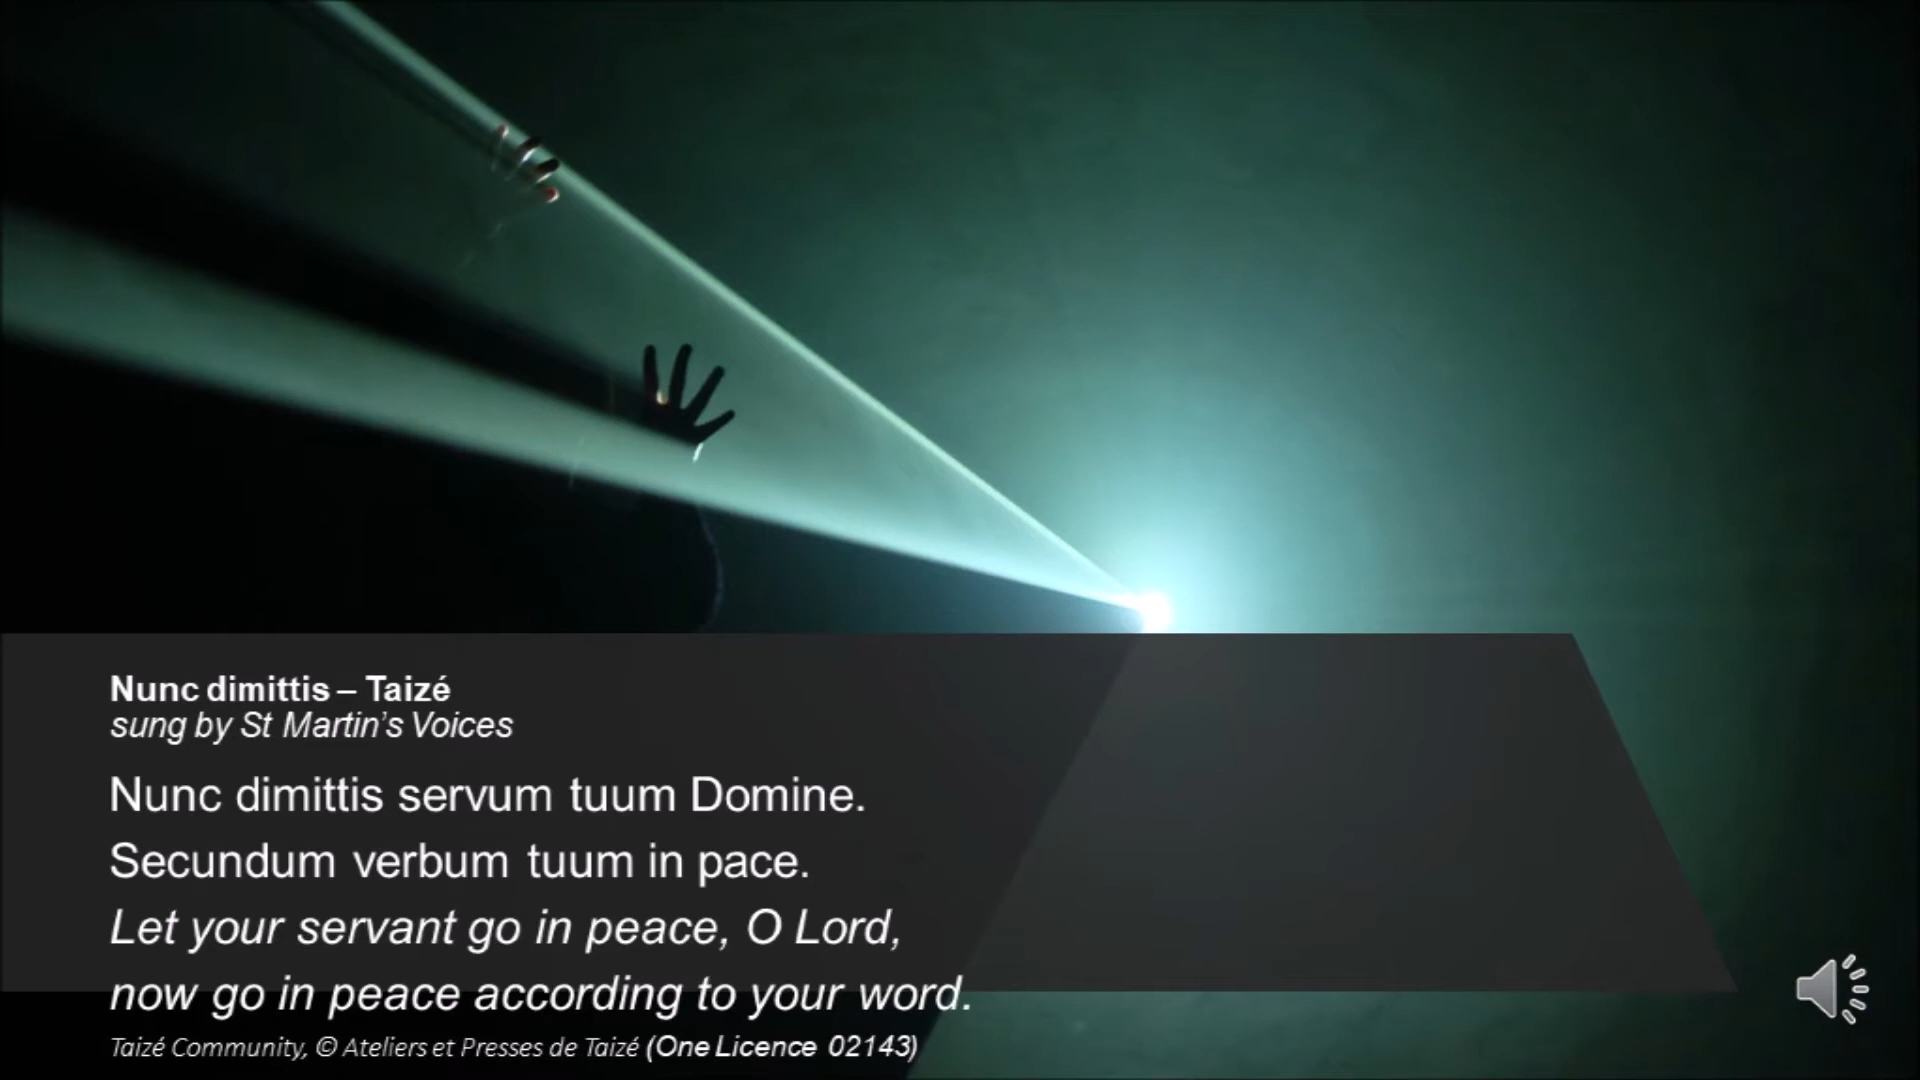 Nunc dimittis – Taizé
sung by St Martin’s Voices
Nunc dimittis servum tuum Domine.
Secundum verbum tuum in pace.
Let your servant go in peace, O Lord,
now go in peace according to your word.
Taizé Community, © Ateliers et Presses de Taizé (One Licence 02143)